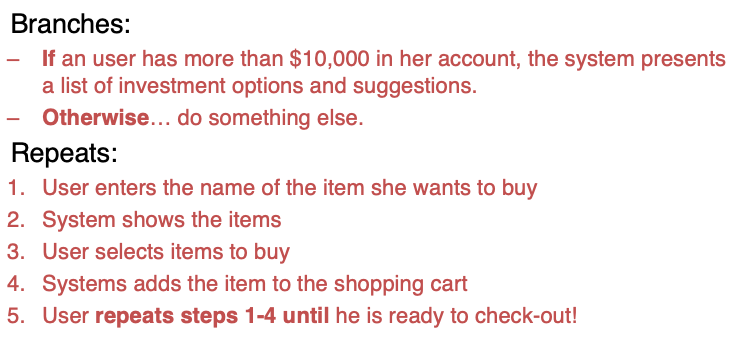 Branches:
– If an user has more than $10,000 in her account, the system presents
a list of investment options and suggestions.
– Otherwise… do something else.
Repeats:
1. User enters the name of the item she wants to buy
2. System shows the items
3. User selects items to buy
4. Systems adds the item to the shopping cart
5. User repeats steps 1-4 until he is ready to check-out!